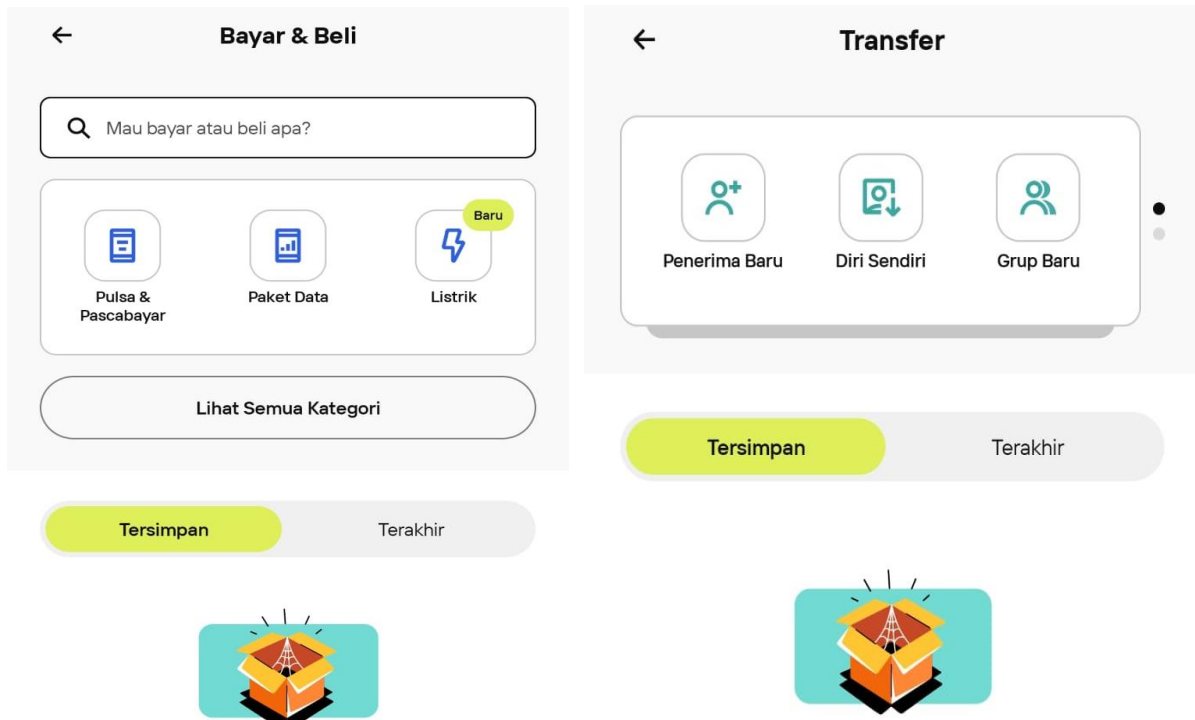 Bayar & Beli
Mau bayar atau beli apa?
Baru
Pulsa &
Pascabayar
Paket Data
Listrik
Lihat Semua Kategori
Tersimpan
Terakhir
Transfer
Penerima Baru
Diri Sendiri
Grup Baru
Tersimpan
Terakhir